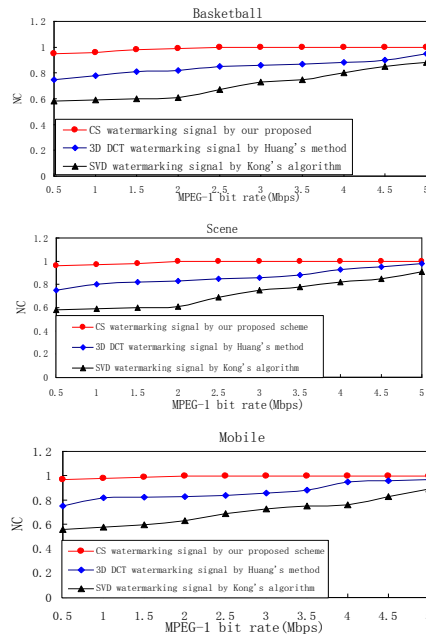 Basketball
1.2
1
0.8
0.6
0.4
0.2
0
NC
CS watermarking signal by our proposed
3D DCT watermarking signal by Huang's method
SVD watermarking signal by Kong's algorithm
0.5 1 1.5 2 2.5 3 3.5 4 4.5 5
MPEG-1 bit rate(Mbps)
Scene
1.2
1
0.8
0.6
0.4
0.2
0
NC
CS watermarking signal by our proposed scheme
3D DCT watermarking signal by Huang's method
SVD watermarking signal by Kong's algorithm
0.5 1 1.5 2 2.5 3 3.5 4 4.5 5
MPEG-1 bit rate(Mbps)
Mobile
1.2
1
0.8
0.6
0.4
0.2
0
NC
CS watermarking signal by our proposed scheme
3D DCT watermarking signal by Huang's method
SVD watermarking signal by Kong's algorithm
0.5 1 1.5 2 2.5 3 3.5 4 4.5
MPEG-1 bit rate(Mbps)